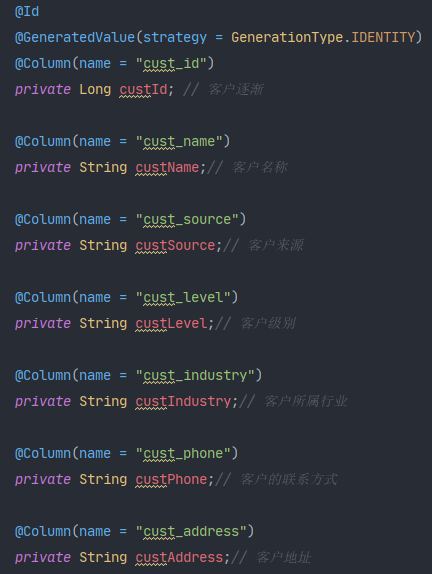 @Id
@GeneratedValue(strategy = GenerationType.IDENTITY)
@Column(name = "cust_id")
private Long custId; // 客户逐渐
@Column(name = "cust_name")
private String custName;// 客户名称
@Column(name = "cust_source")
private String custSource;// 客户来源
@Column(name = "cust_level")
private String custLevel;// 客户级别
@Column(name = "cust_industry")
private String custIndustry;// 客户所属行业
@Column(name = "cust_phone")
private String custPhone;// 客户的联系方式
@Column(name = "cust_address")
private String custAddress;// 客户地址